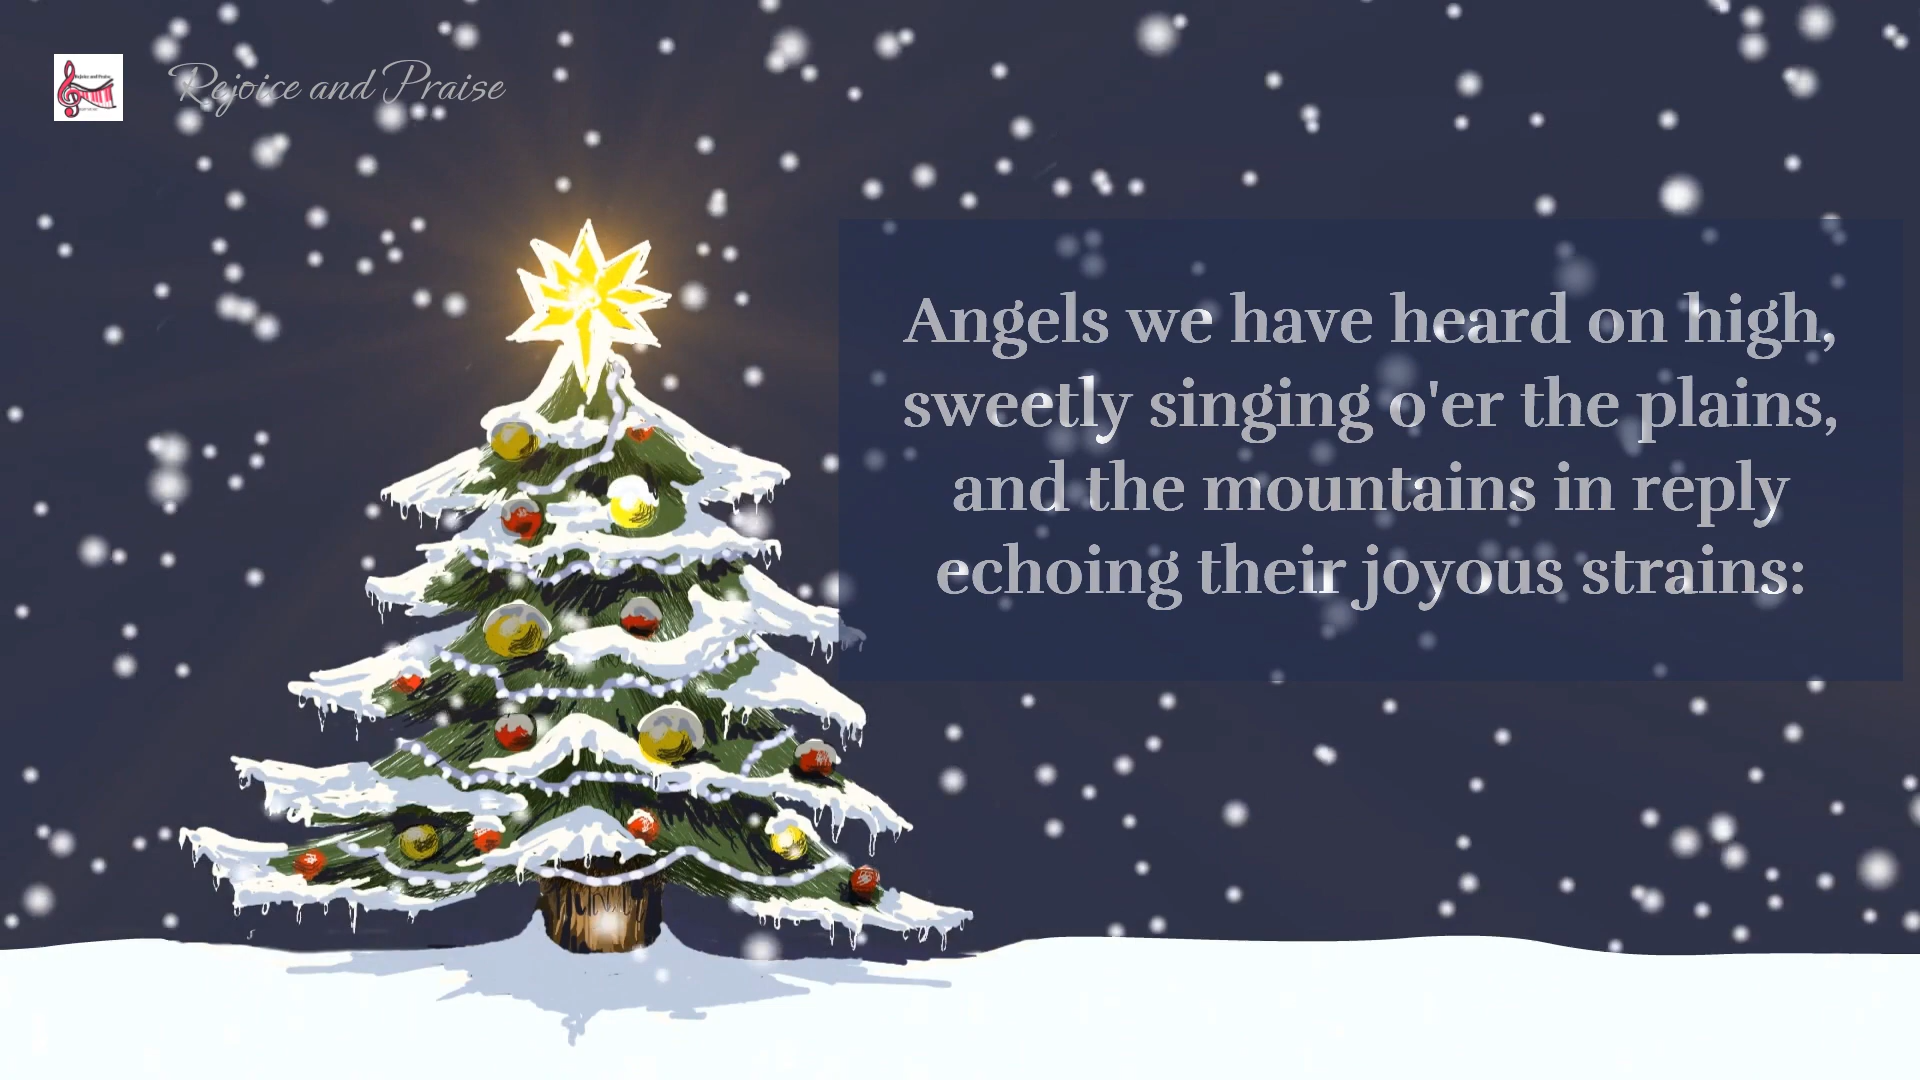 Rejoice and Praise
Angels we have heard on high,
sweetly singing o'er the plains,
and the mountains in reply
echoing their joyous strains: